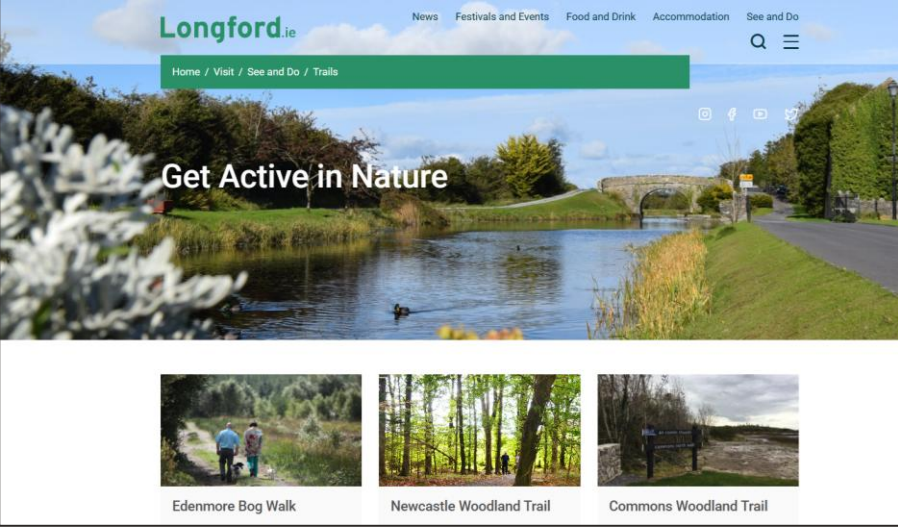 Longford.ie
News Festivals and Events Food and Drink Accommodation See and Do
Home / Visit / See and Do / Trails
Get Active in Nature
Edenmore Bog Walk
Newcastle Woodland Trail
Commons Woodland Trail